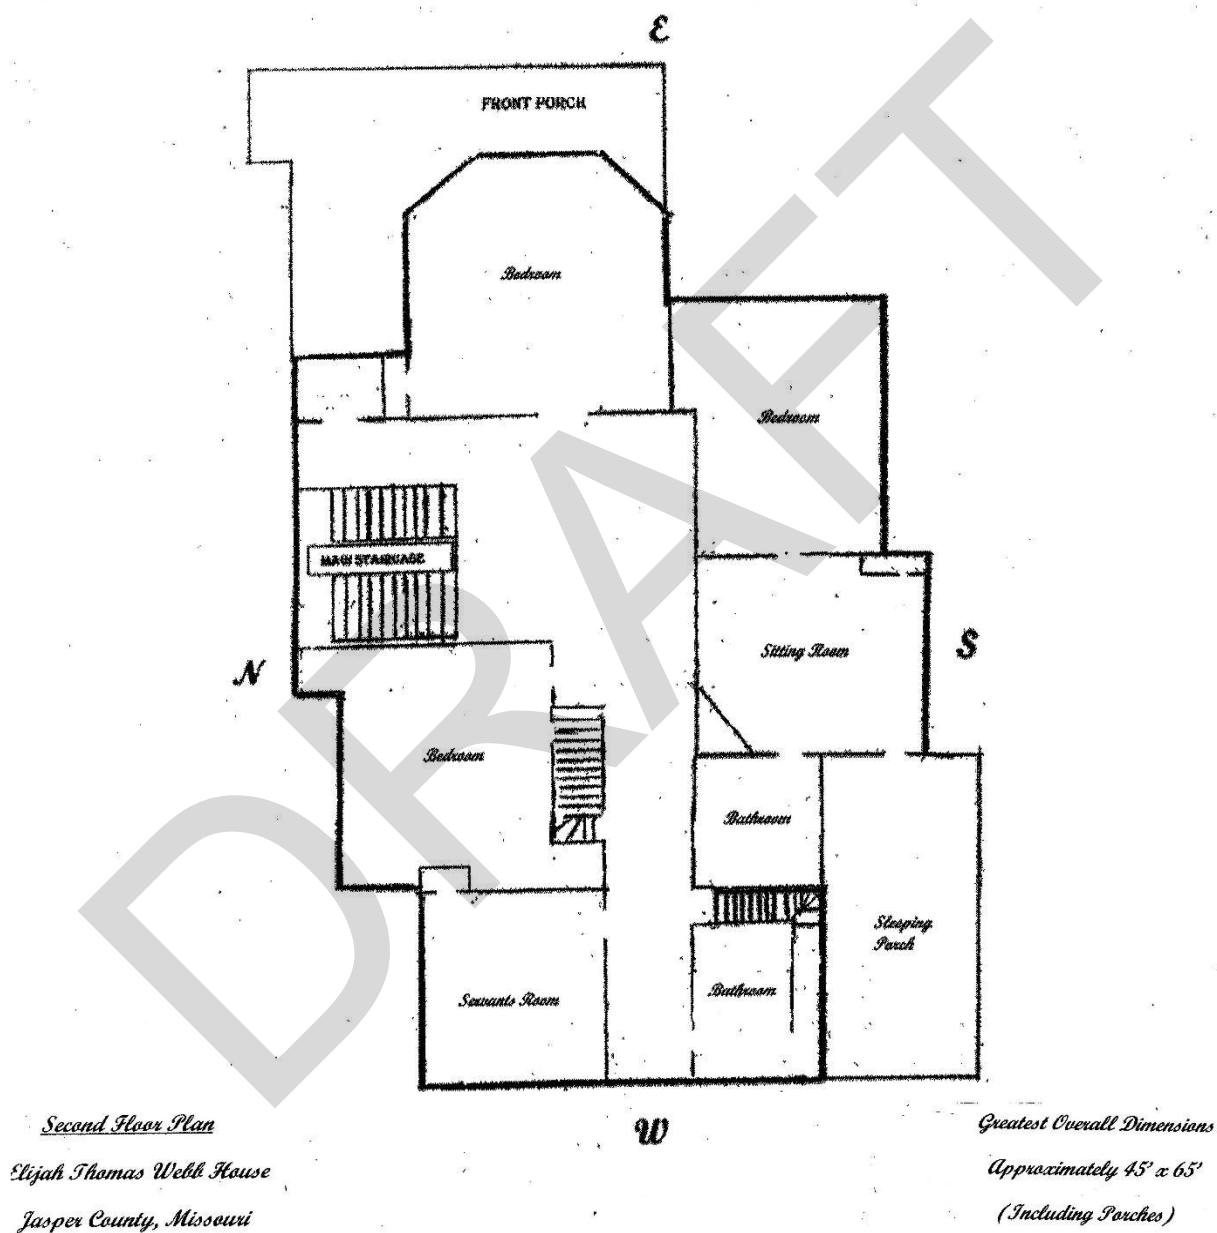 E
FRONT PORCH
Bedroom
Bedroom
MAIN STAIRCASE
Sitting Room
S
N
Bedroom
Bathroom
Sleeping
Porch
Bathroom
Servants Room
W
Second Floor Plan
Elijah Thomas Webb House
Jasper County, Missouri
Greatest Overall Dimensions
Approximately 45' x 65'
(Including Porches)
DRAFT